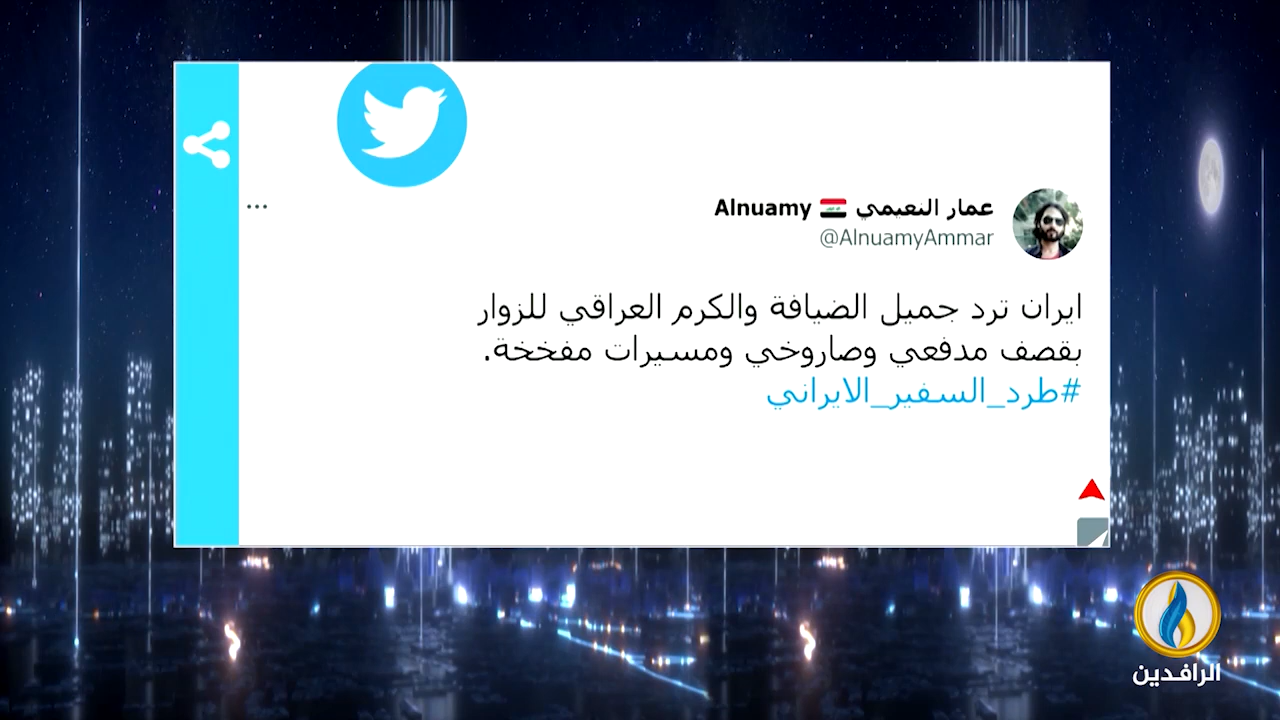 عمار النعيمي 🇮🇶 Alnuamy
@AlnuamyAmmar
ايران ترد جميل الضيافة والكرم العراقي للزوار
بقصف مدفعي وصاروخي ومسيرات مفخخة.
#طرد_السفير_الايراني
الرافدين